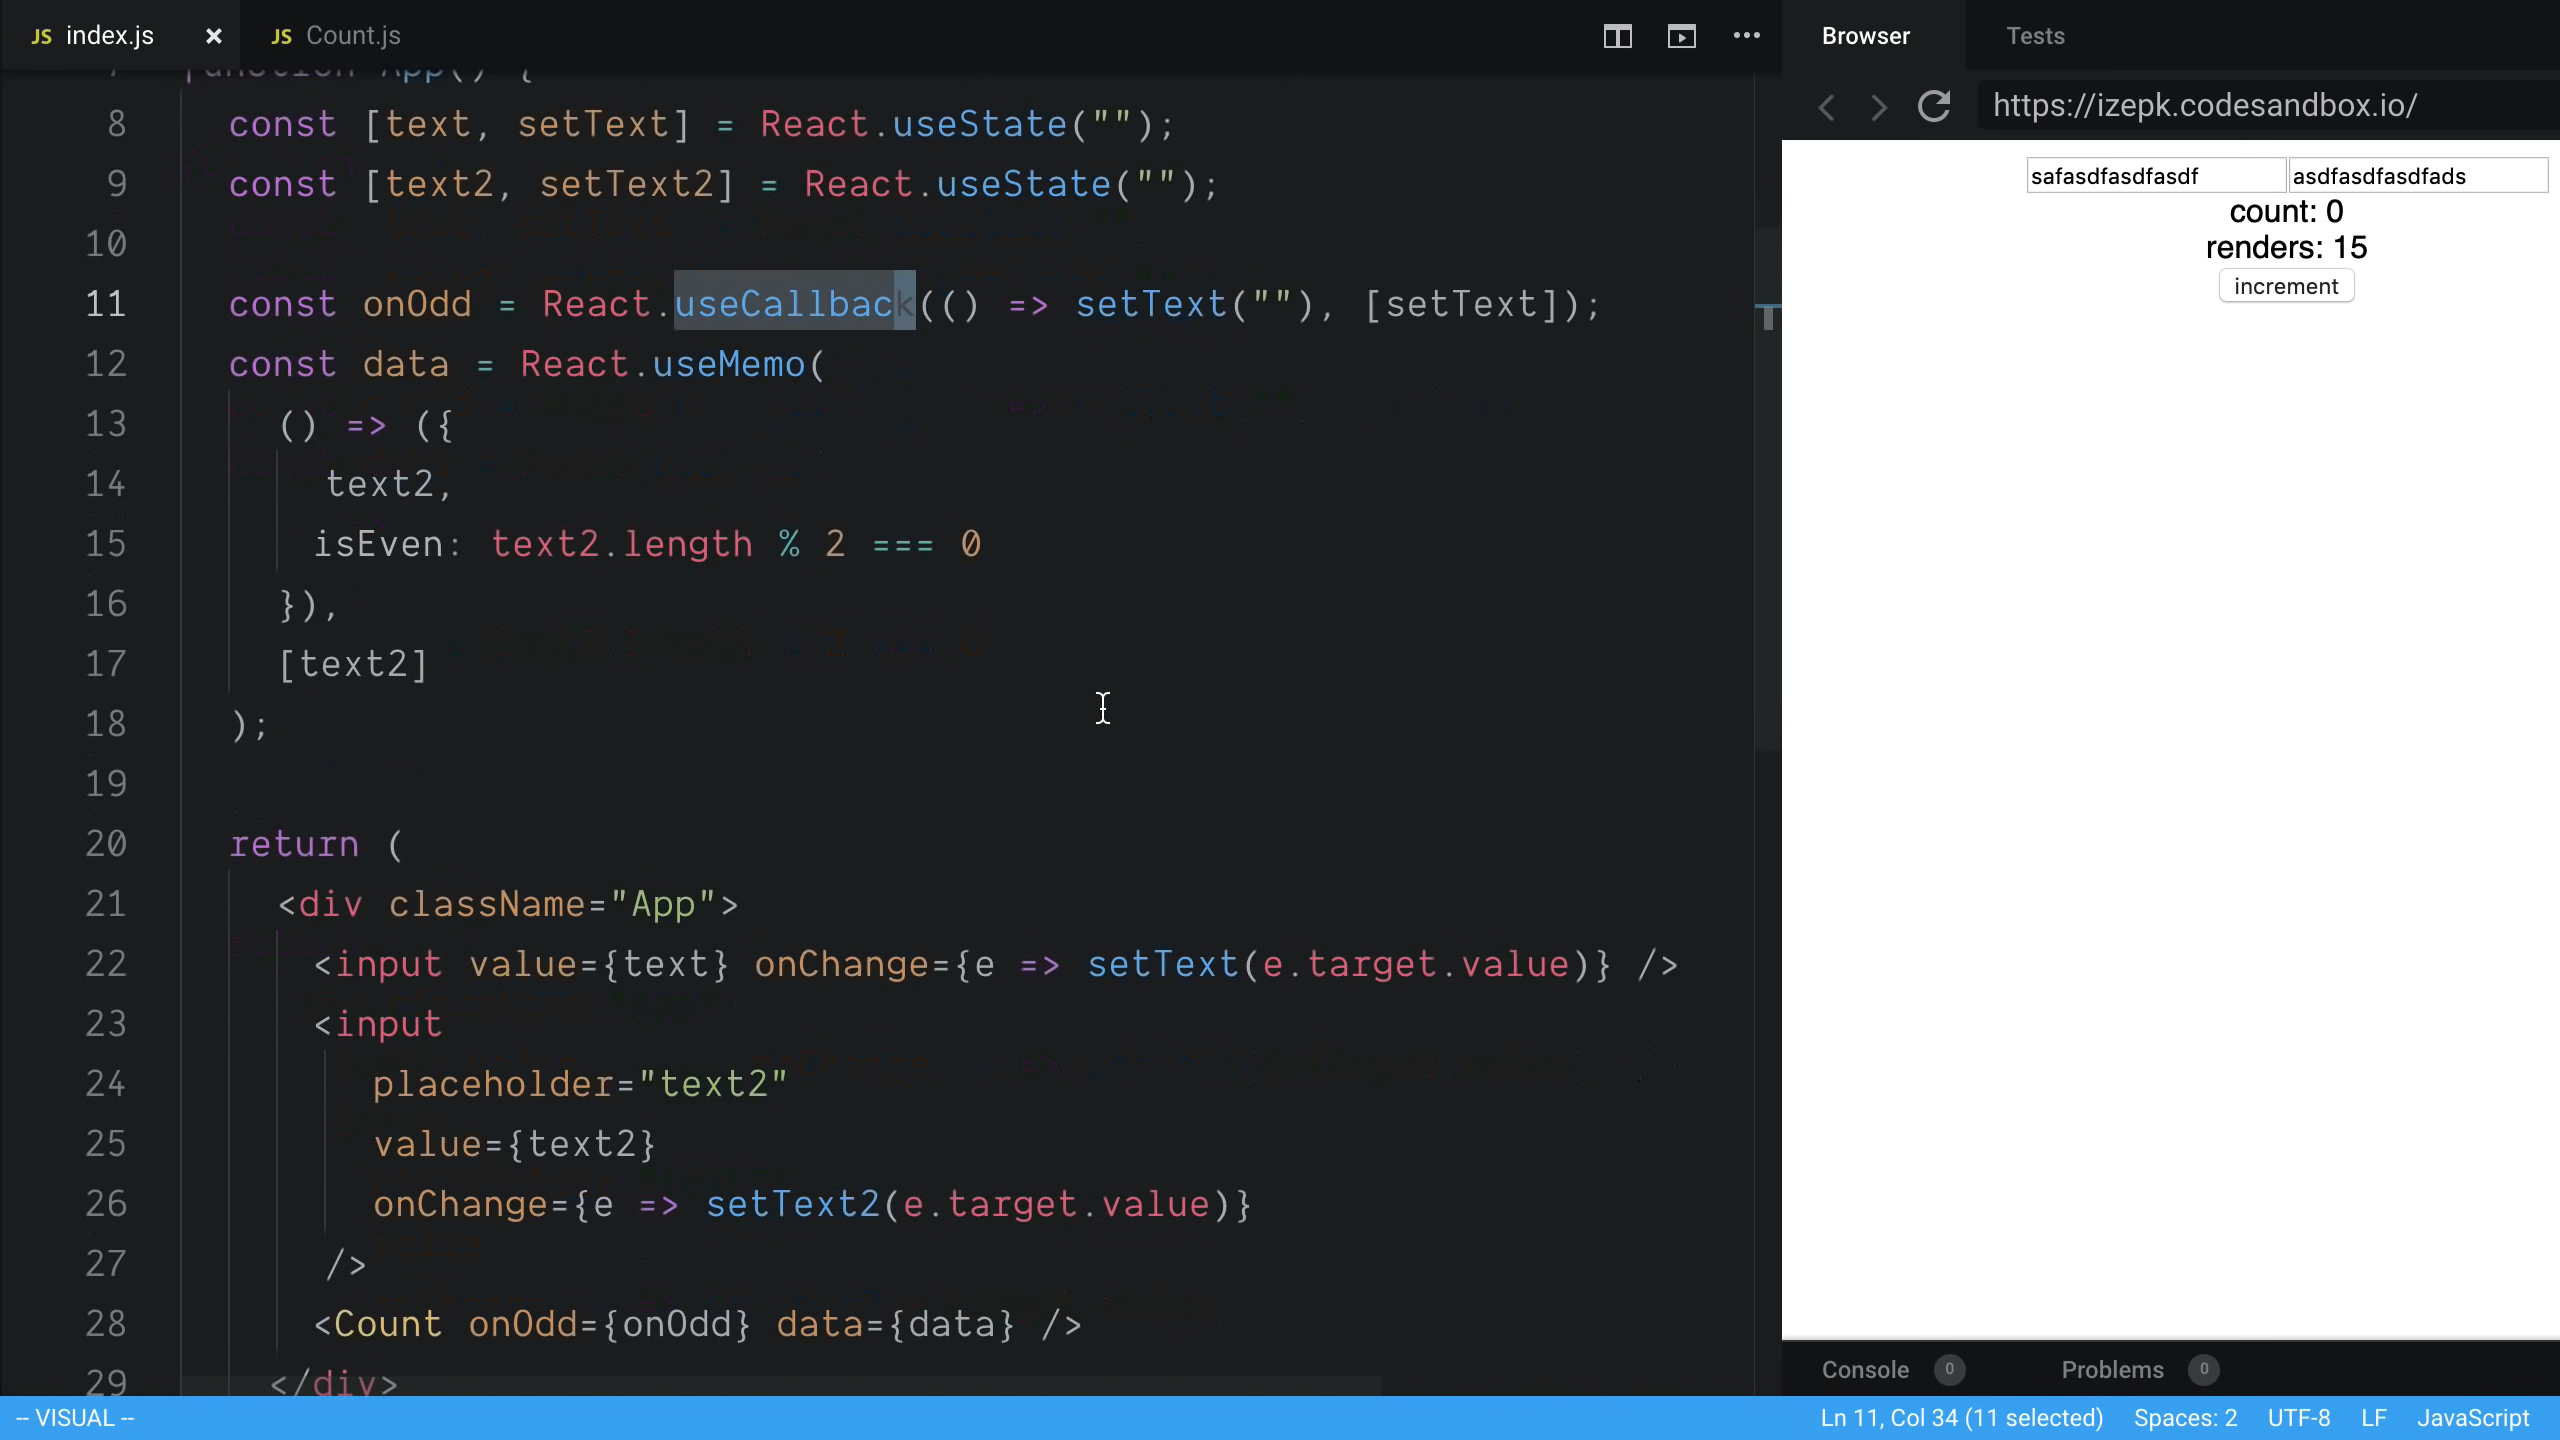 JS index.js × JS Count.js
7 function App() {
8 const [text, setText] = React.useState("");
9 const [text2, setText2] = React.useState("");
10
11 const onOdd = React.useCallback(() => setText(""), [setText]);
12 const data = React.useMemo(
13 () => ({
14 text2,
15 isEven: text2.length % 2 === 0
16 }),
17 [text2]
18 );
19
20 return (
21 <div className="App">
22 <input value={text} onChange={e => setText(e.target.value)} />
23 <input
24 placeholder="text2"
25 value={text2}
26 onChange={e => setText2(e.target.value)}
27 />
28 <Count onOdd={onOdd} data={data} />
29 </div>
-- VISUAL --
Browser Tests
https://izepk.codesandbox.io/
safasdfasdfasdf asdfasdfasdfads
count: 0
renders: 15
increment
Console 0 Problems 0
Ln 11, Col 34 (11 selected) Spaces: 2 UTF-8 LF JavaScript